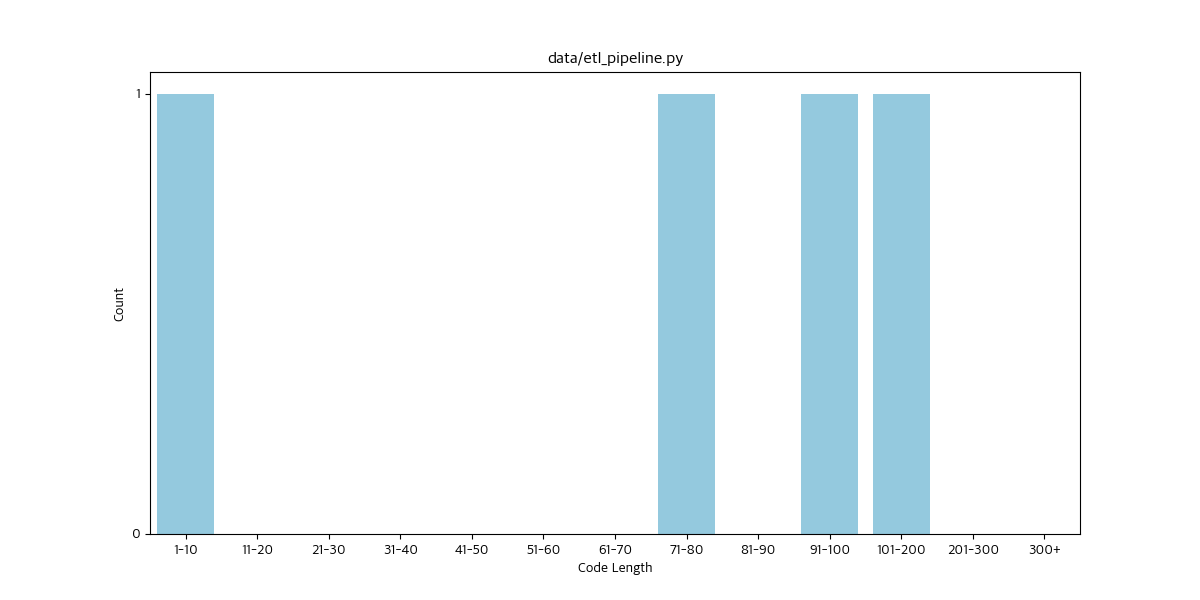 data/etl_pipeline.py
1
Count
0
1-10 11-20 21-30 31-40 41-50 51-60 61-70 71-80 81-90 91-100 101-200 201-300 300+
Code Length